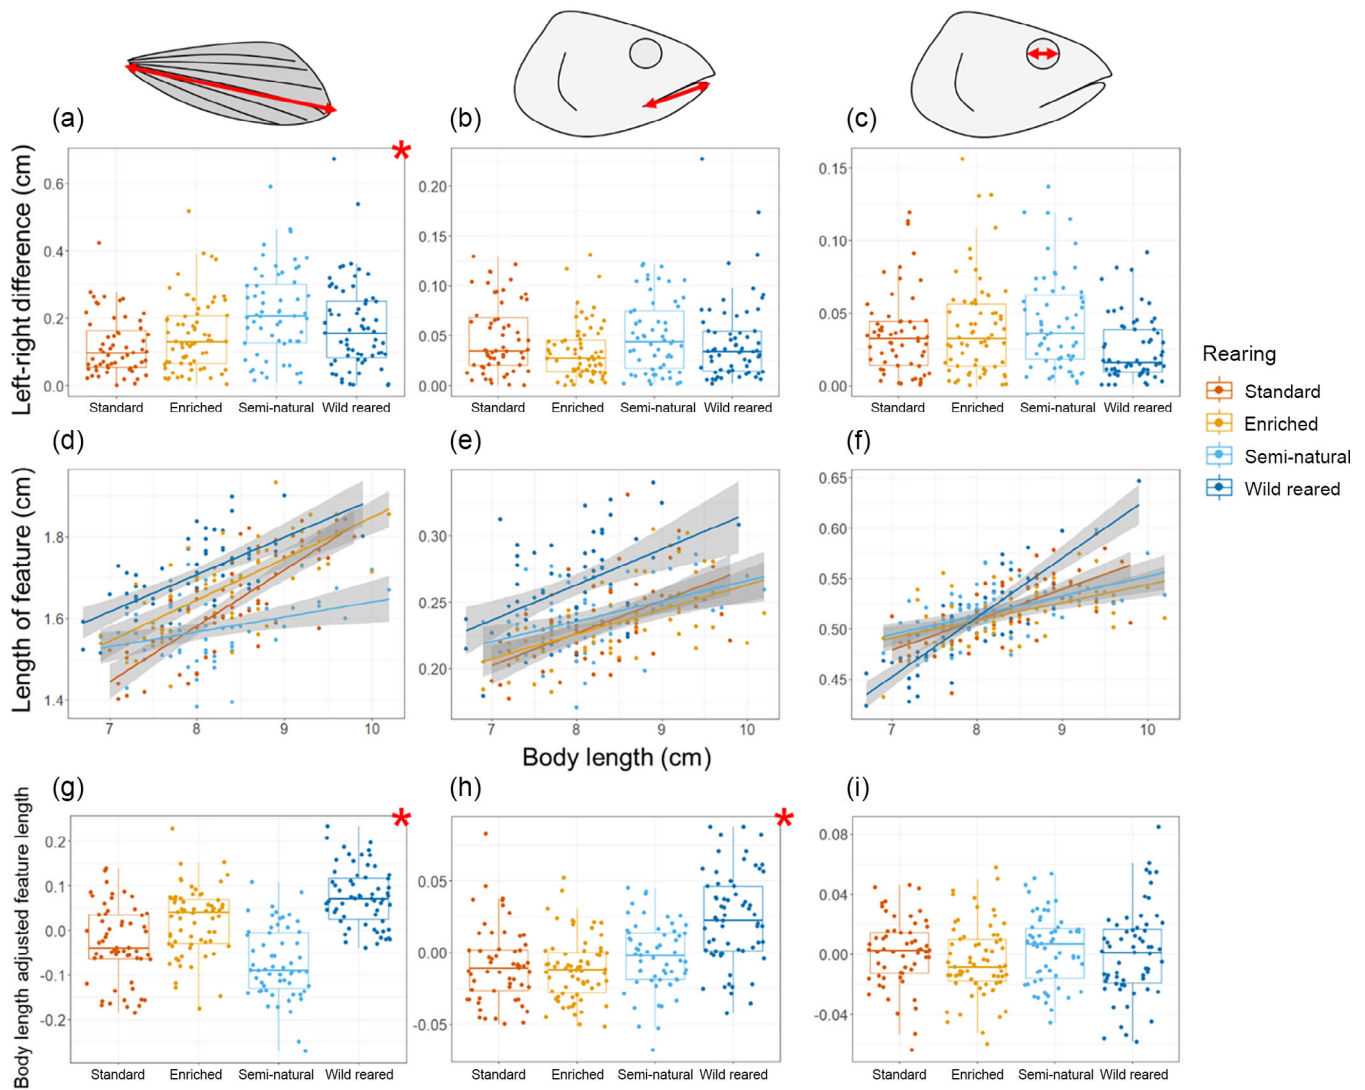 (a)
(b)
(c)
*
Left-right difference (cm)
0.6
0.4
0.2
0.0
Standard Enriched Semi-natural Wild reared
0.20
0.15
0.10
0.05
0.00
Standard Enriched Semi-natural Wild reared
0.15
0.10
0.05
0.00
Standard Enriched Semi-natural Wild reared
Rearing
Standard
Enriched
Semi-natural
Wild reared
(d)
(e)
(f)
Length of feature (cm)
1.8
1.6
1.4
7 8 9 10
0.30
0.25
0.20
7 8 9 10
0.65
0.60
0.55
0.50
0.45
7 8 9 10
Body length (cm)
(g)
(h)
(i)
*
*
Body length adjusted feature length
0.2
0.1
0.0
-0.1
-0.2
Standard Enriched Semi-natural Wild reared
0.05
0.00
-0.05
Standard Enriched Semi-natural Wild reared
0.08
0.04
0.00
-0.04
Standard Enriched Semi-natural Wild reared